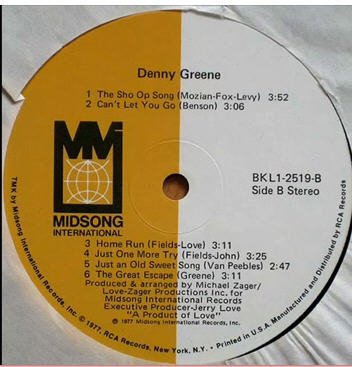 Denny Greene
1 The Sho Op Song (Mozian-Fox-Levy) 3:52
2 Can't Let You Go (Benson) 3:06
MM
MIDSONG
INTERNATIONAL
BKL1-2519-B
Side B Stereo
3 Home Run (Fields-Love) 3:11
4 Just One More Try (Fields-John) 3:25
5 Just an Old Sweet Song (Van Peebles) 2:47
6 The Great Escape (Greene) 3:11
Produced & arranged by Michael Zager/
Love-Zager Productions Inc. for
Midsong International Records
Executive Producer-Jerry Love
"A Product of Love"
℗ 1977 Midsong International Records, Inc.
TMK by Midsong International Records, Inc. © 1977, RCA Records, New York, N.Y. • Printed in U.S.A. Manufactured and Distributed by RCA Records